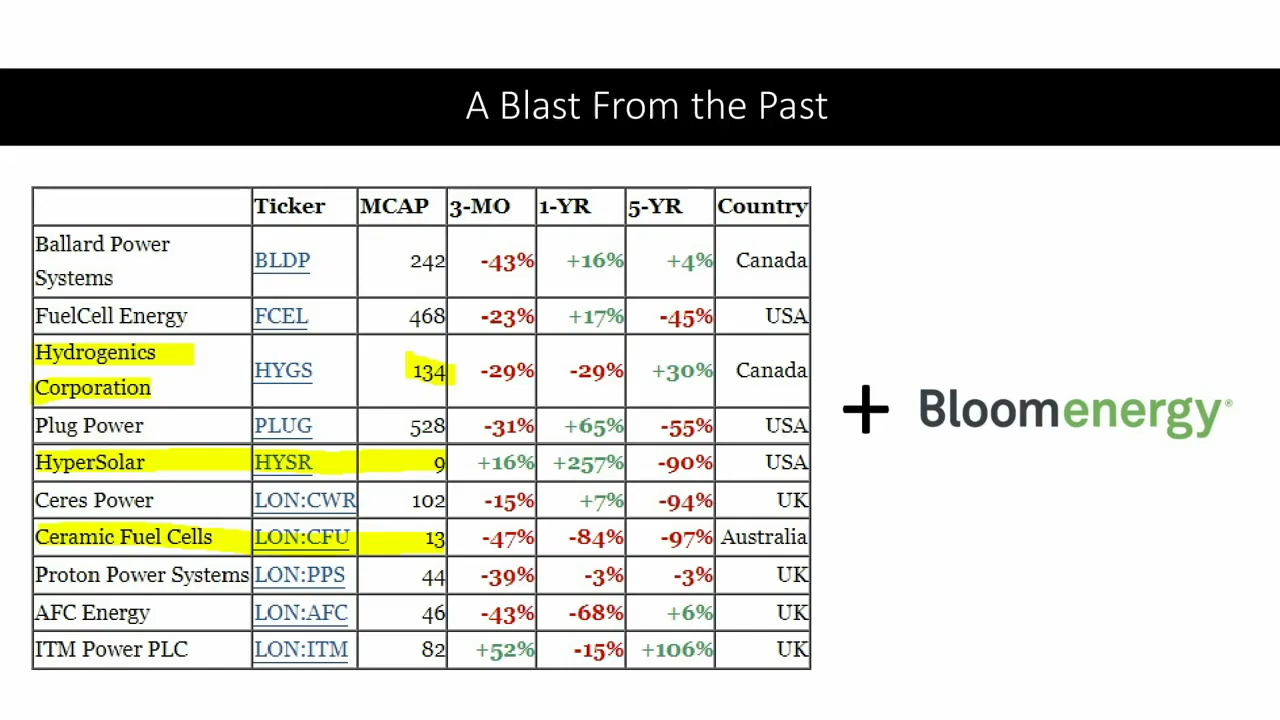 A Blast From the Past
Ticker MCAP 3-MO 1-YR 5-YR Country
Ballard Power
Systems
BLDP 242 -43% +16% +4% Canada
FuelCell Energy FCEL 468 -23% +17% -45% USA
Hydrogenics
Corporation
HYGS 134 -29% -29% +30% Canada
Plug Power PLUG 528 -31% +65% -55% USA
HyperSolar HYSR 9 +16% +257% -90% USA
Ceres Power LON:CWR 102 -15% +7% -94% UK
Ceramic Fuel Cells LON:CFU 13 -47% -84% -97% Australia
Proton Power Systems LON:PPS 44 -39% -3% -3% UK
AFC Energy LON:AFC 46 -43% -68% +6% UK
ITM Power PLC LON:ITM 82 +52% -15% +106% UK
+ Bloomenergy®